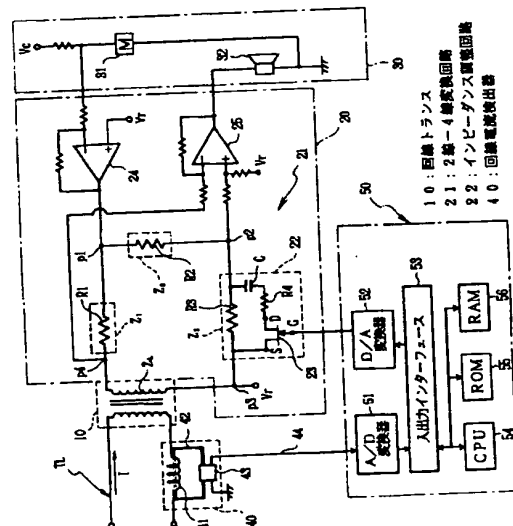 Vc
M
31
32
30
Vr
24
25
20
Vr
21
p1
p2
R2
22
R1
R3
C
R4
D
G
S
23
p4
Z4
p3
Vr
10
TL
I
42
41
43
40
44
50
51
A/D
変換器
52
D/A
変換器
53
入出力インターフェース
54
CPU
55
ROM
56
RAM
10:回線トランス
21:2線-4線変換回路
22:インピーダンス調整回路
40:回線電流検出器